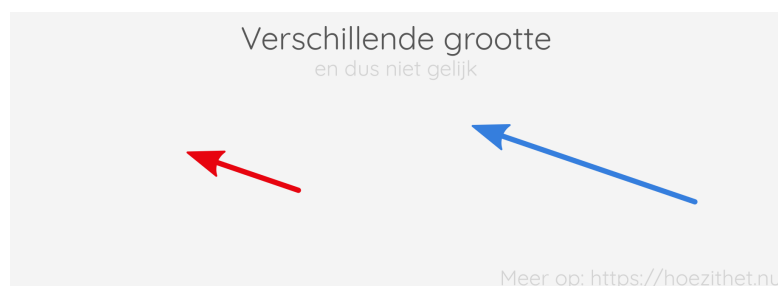 Verschillende grootte
en dus niet gelijk
Meer op: https://hoezithet.nu